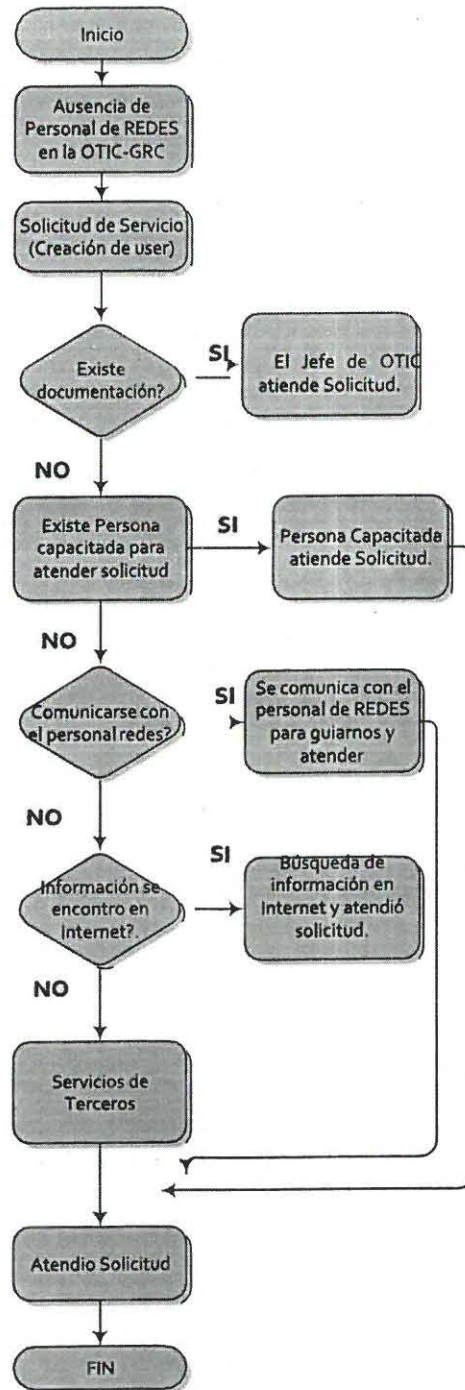 Inicio
Ausencia de
Personal de REDES
en la OTIC-GRC
Solicitud de Servicio
(Creación de user)
Existe
documentación?
SI
El Jefe de OTIC
atiende Solicitud.
NO
Existe Persona
capacitada para
atender solicitud
SI
Persona Capacitada
atiende Solicitud.
NO
Comunicarse con
el personal redes?
SI
Se comunica con el
personal de REDES
para guiarnos y
atender
NO
Información se
encontro en
Internet?.
SI
Búsqueda de
información en
Internet y atendió
solicitud.
NO
Servicios de
Terceros
Atendio Solicitud
FIN